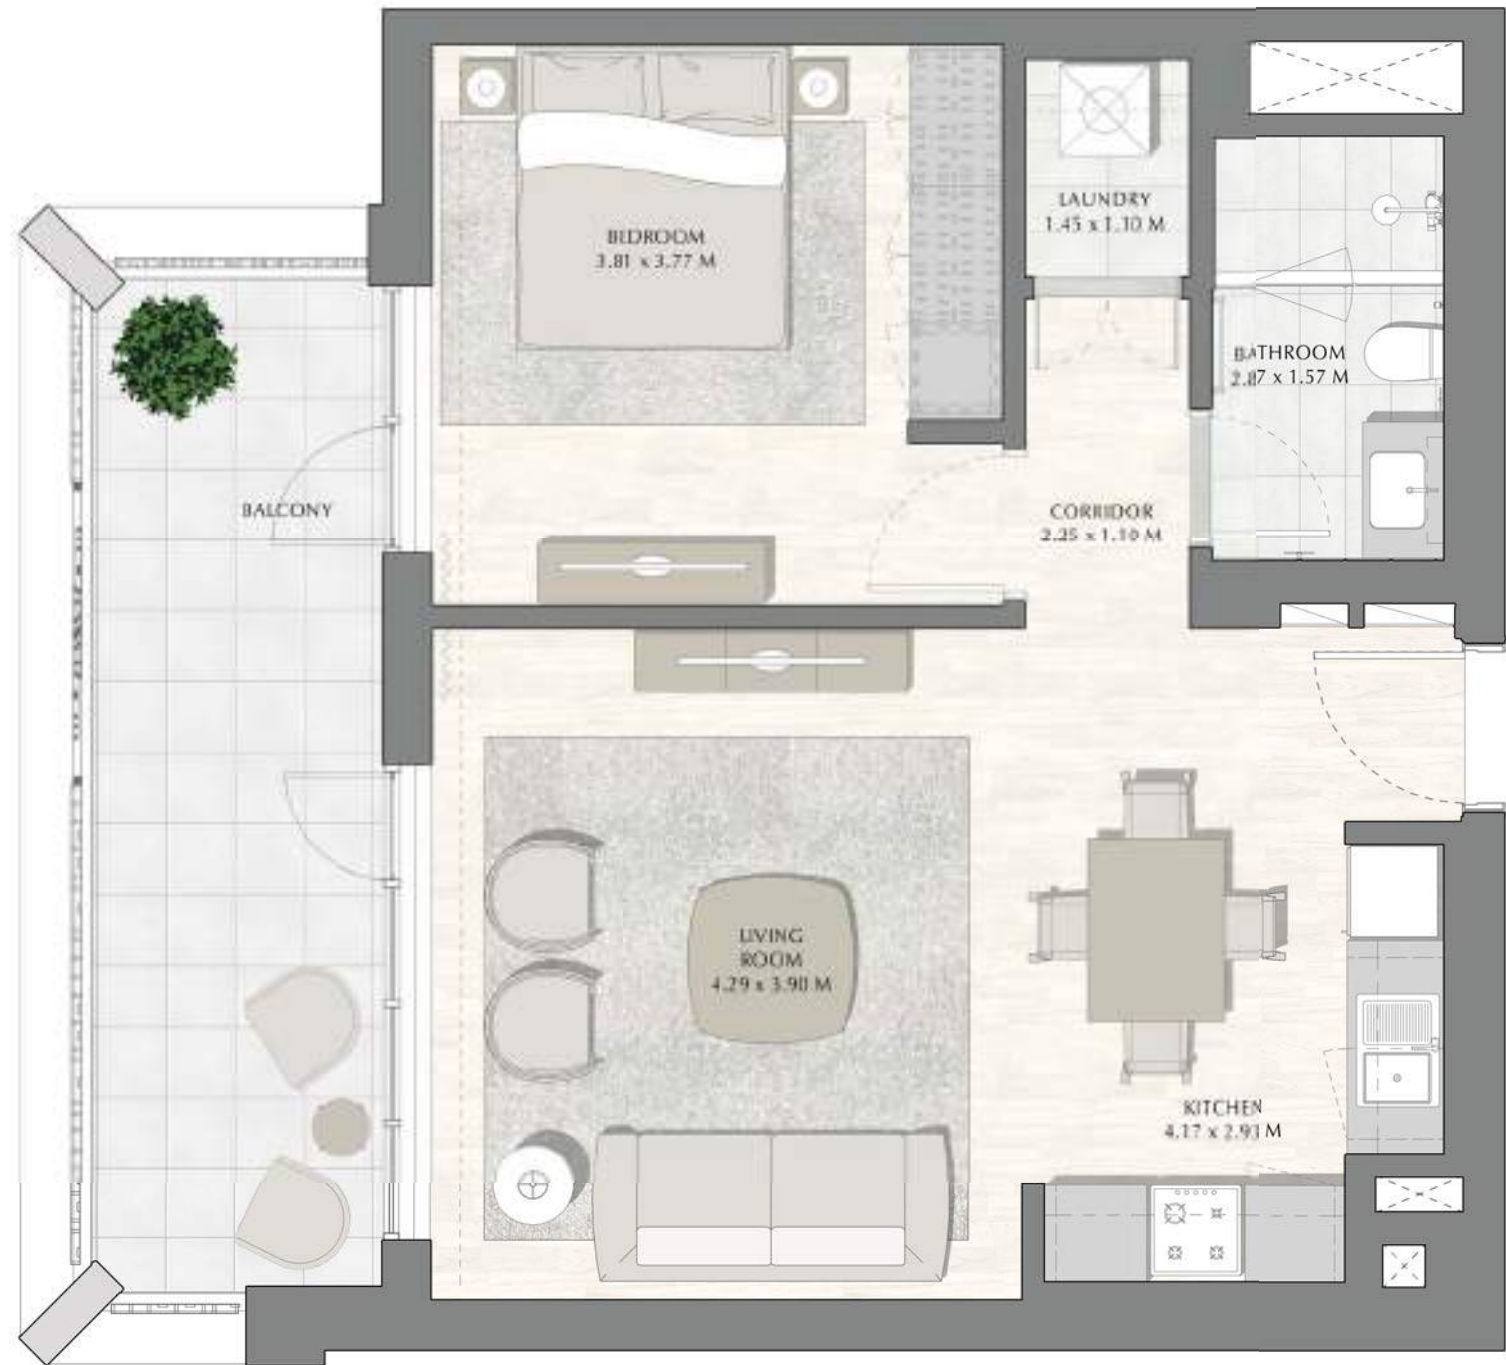 BEDROOM
3.81 x 3.77 M
LAUNDRY
1.45 x 1.10 M
BATHROOM
2.87 x 1.57 M
BALCONY
CORRIDOR
2.25 x 1.10 M
LIVING
ROOM
4.29 x 3.90 M
KITCHEN
4.17 x 2.93 M